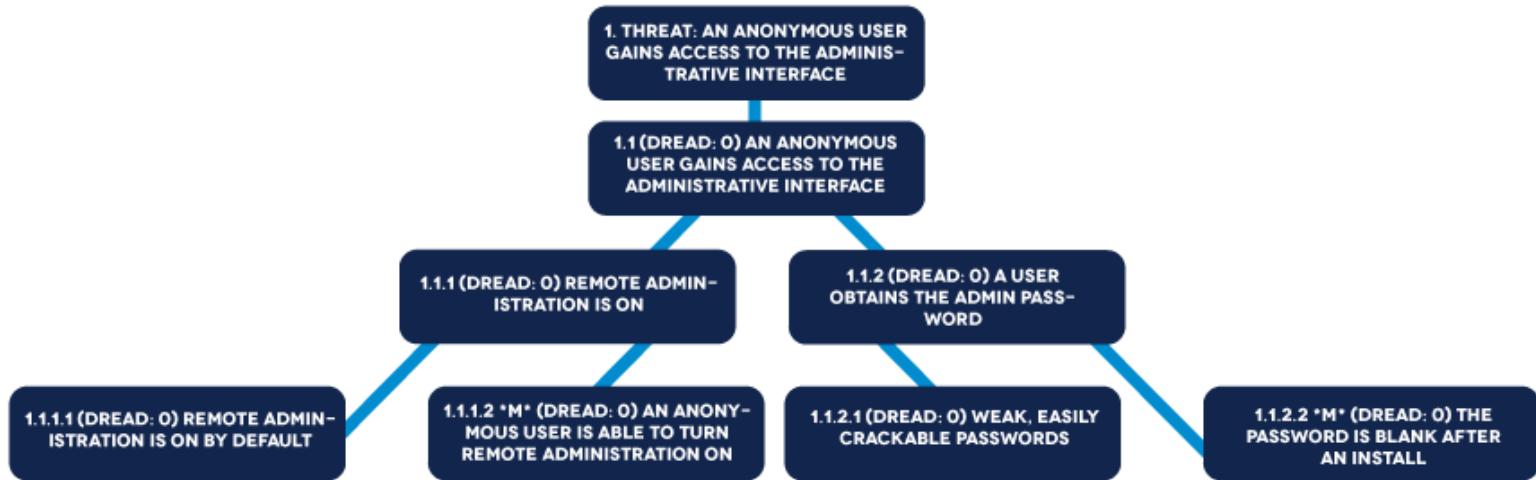 1. THREAT: AN ANONYMOUS USER
GAINS ACCESS TO THE ADMINIS-
TRATIVE INTERFACE
1.1 (DREAD: 0) AN ANONYMOUS
USER GAINS ACCESS TO THE
ADMINISTRATIVE INTERFACE
1.1.1 (DREAD: 0) REMOTE ADMIN-
ISTRATION IS ON
1.1.2 (DREAD: 0) A USER
OBTAINS THE ADMIN PASS-
WORD
1.1.1.1 (DREAD: 0) REMOTE ADMIN-
ISTRATION IS ON BY DEFAULT
1.1.1.2 *M* (DREAD: 0) AN ANONY-
MOUS USER IS ABLE TO TURN
REMOTE ADMINISTRATION ON
1.1.2.1 (DREAD: 0) WEAK, EASILY
CRACKABLE PASSWORDS
1.1.2.2 *M* (DREAD: 0) THE
PASSWORD IS BLANK AFTER
AN INSTALL